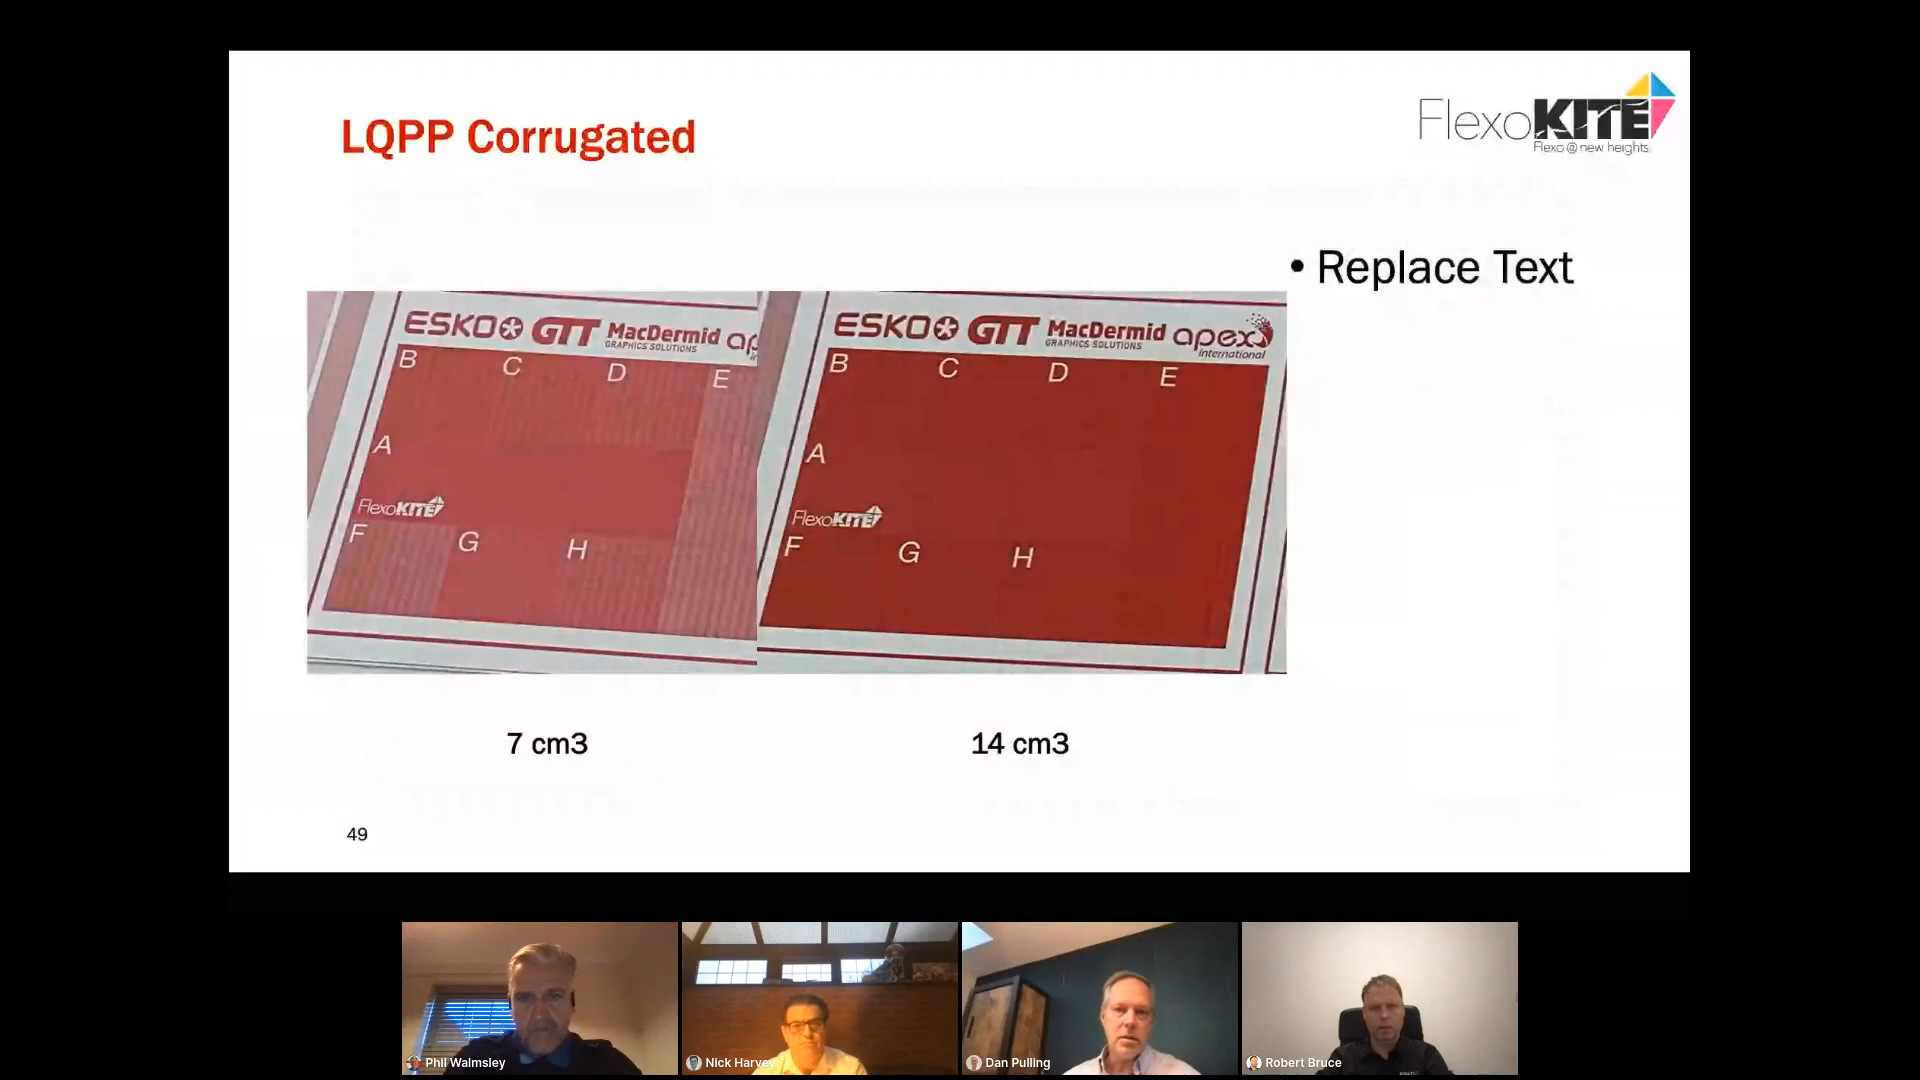 LQPP Corrugated
FlexoKITE
Flexo @ new heights
• Replace Text
ESKO GTT MacDermid ap
GRAPHICS SOLUTIONS
in
B C D E
A
FlexoKITE
F G H
ESKO GTT MacDermid apex
GRAPHICS SOLUTIONS international
B C D E
A
FlexoKITE
F G H
7 cm3
14 cm3
49
Phil Walmsley
Nick Harvey
Dan Pulling
Robert Bruce